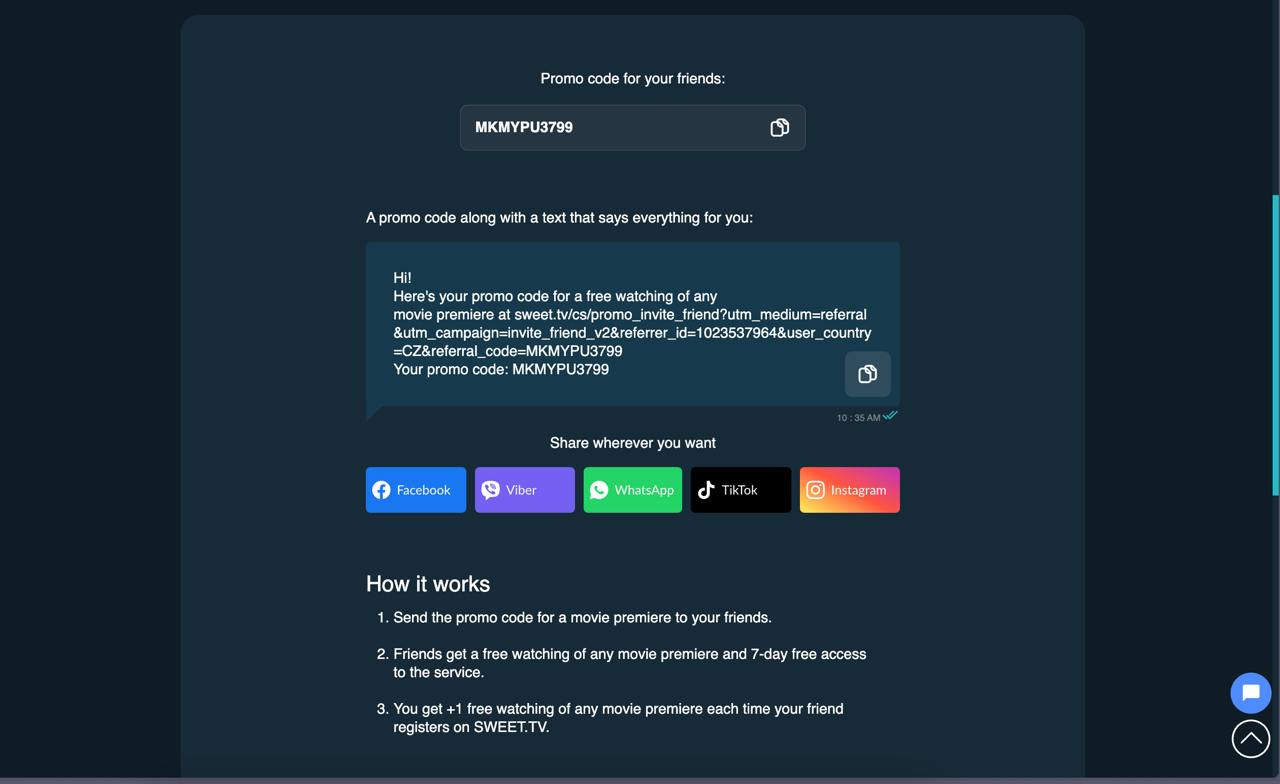 Promo code for your friends:
MKMYPU3799
A promo code along with a text that says everything for you:
Hi!
Here's your promo code for a free watching of any
movie premiere at sweet.tv/cs/promo_invite_friend?utm_medium=referral
&utm_campaign=invite_friend_v2&referrer_id=1023537964&user_country
=CZ&referral_code=MKMYPU3799
Your promo code: MKMYPU3799
10 : 35 AM
Share wherever you want
Facebook
Viber
WhatsApp
TikTok
Instagram
How it works
1. Send the promo code for a movie premiere to your friends.
2. Friends get a free watching of any movie premiere and 7-day free access
to the service.
3. You get +1 free watching of any movie premiere each time your friend
registers on SWEET.TV.